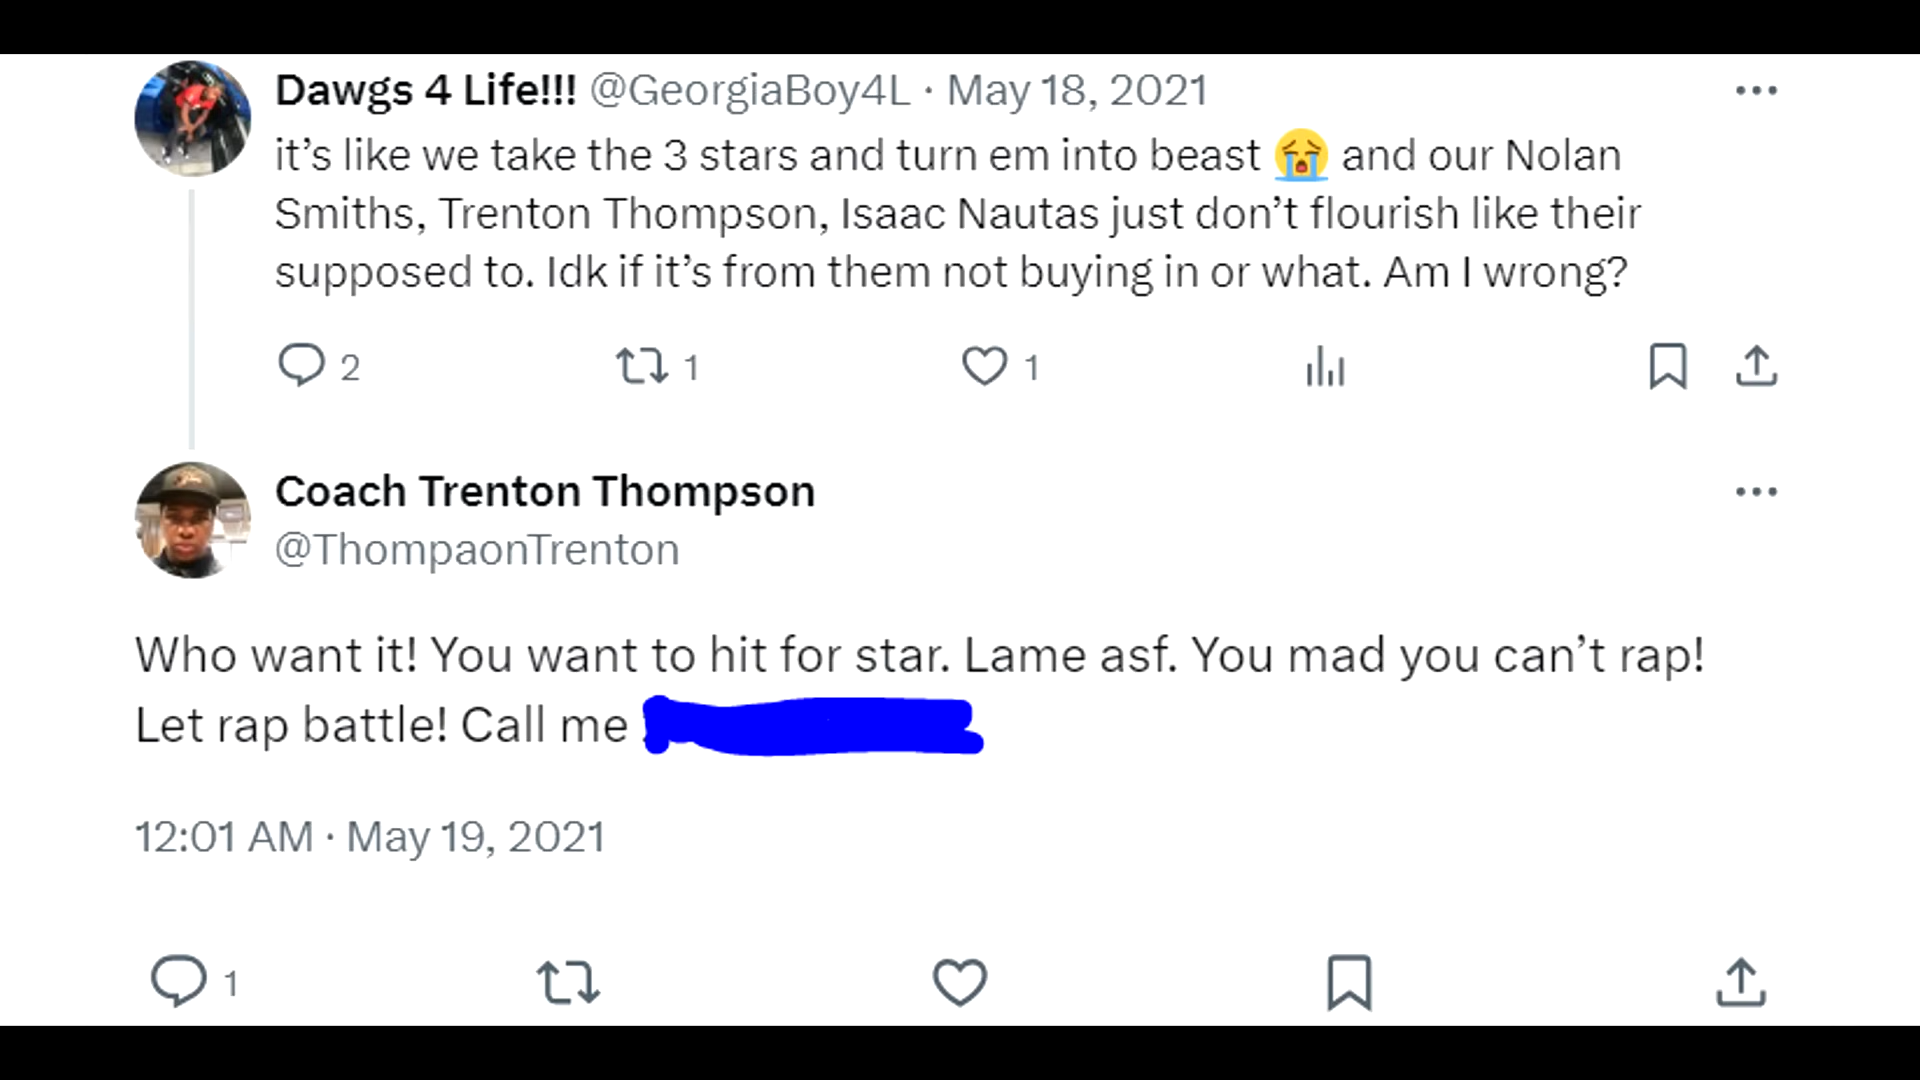 Dawgs 4 Life!!! @GeorgiaBoy4L · May 18, 2021
it’s like we take the 3 stars and turn em into beast 😭 and our Nolan
Smiths, Trenton Thompson, Isaac Nautas just don’t flourish like their
supposed to. Idk if it’s from them not buying in or what. Am I wrong?
2 1 1
Coach Trenton Thompson
@ThompaonTrenton
Who want it! You want to hit for star. Lame asf. You mad you can’t rap!
Let rap battle! Call me
12:01 AM · May 19, 2021
1